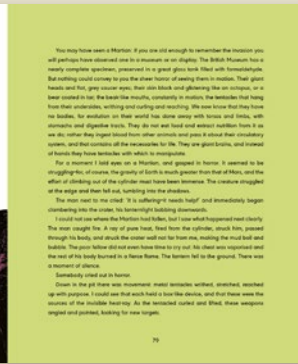 You may have seen a Martian. If you are old enough to remember the invasion you
will perhaps have observed one in a museum or on display. The British Museum has a
nearly complete specimen, preserved in a great glass tank filled with formaldehyde.
But nothing could convey to you the sheer horror of seeing them in motion. Their giant
heads and flat, grey saucer eyes; their skin black and glistening like an octopus, or a
bear coated in tar; the beak-like mouths, constantly in motion; the tentacles that hang
from their undersides, writhing and curling and reaching. We now know that they have
no bodies, for evolution on their world has done away with torsos and limbs, with
stomachs and digestive tracts. They do not eat food and extract nutrition from it as
we do; rather they ingest blood from other animals and pass it about their circulatory
system, and that contains all the necessaries for life. They are giant brains, and instead
of hands they have tentacles with which to manipulate.
For a moment I laid eyes on a Martian, and gasped in horror. It seemed to be
struggling–for, of course, the gravity of Earth is much greater than that of Mars, and the
effort of climbing out of the cylinder must have been immense. The creature struggled
at the edge and then fell out, tumbling into the shadows.
The man next to me cried: 'It is suffering–it needs help!' and immediately began
clambering into the crater, his lantern-light bobbing downwards.
I could not see where the Martian had fallen, but I saw what happened next clearly.
The man caught fire. A ray of pure heat, fired from the cylinder, struck him, passed
through his body, and struck the crater wall not far from me, making the mud boil and
bubble. The poor fellow did not even have time to cry out: his chest was vaporised and
the rest of his body burned in a fierce flame. The lantern fell to the ground. There was
a moment of silence.
Somebody cried out in horror.
Down in the pit there was movement: metal tentacles writhed, stretched, reached
up with purpose. I could see that each held a box-like device, and that these were the
sources of the invisible heat-ray. As the tentacles curled and lifted, these weapons
angled and pointed, looking for new targets.
79